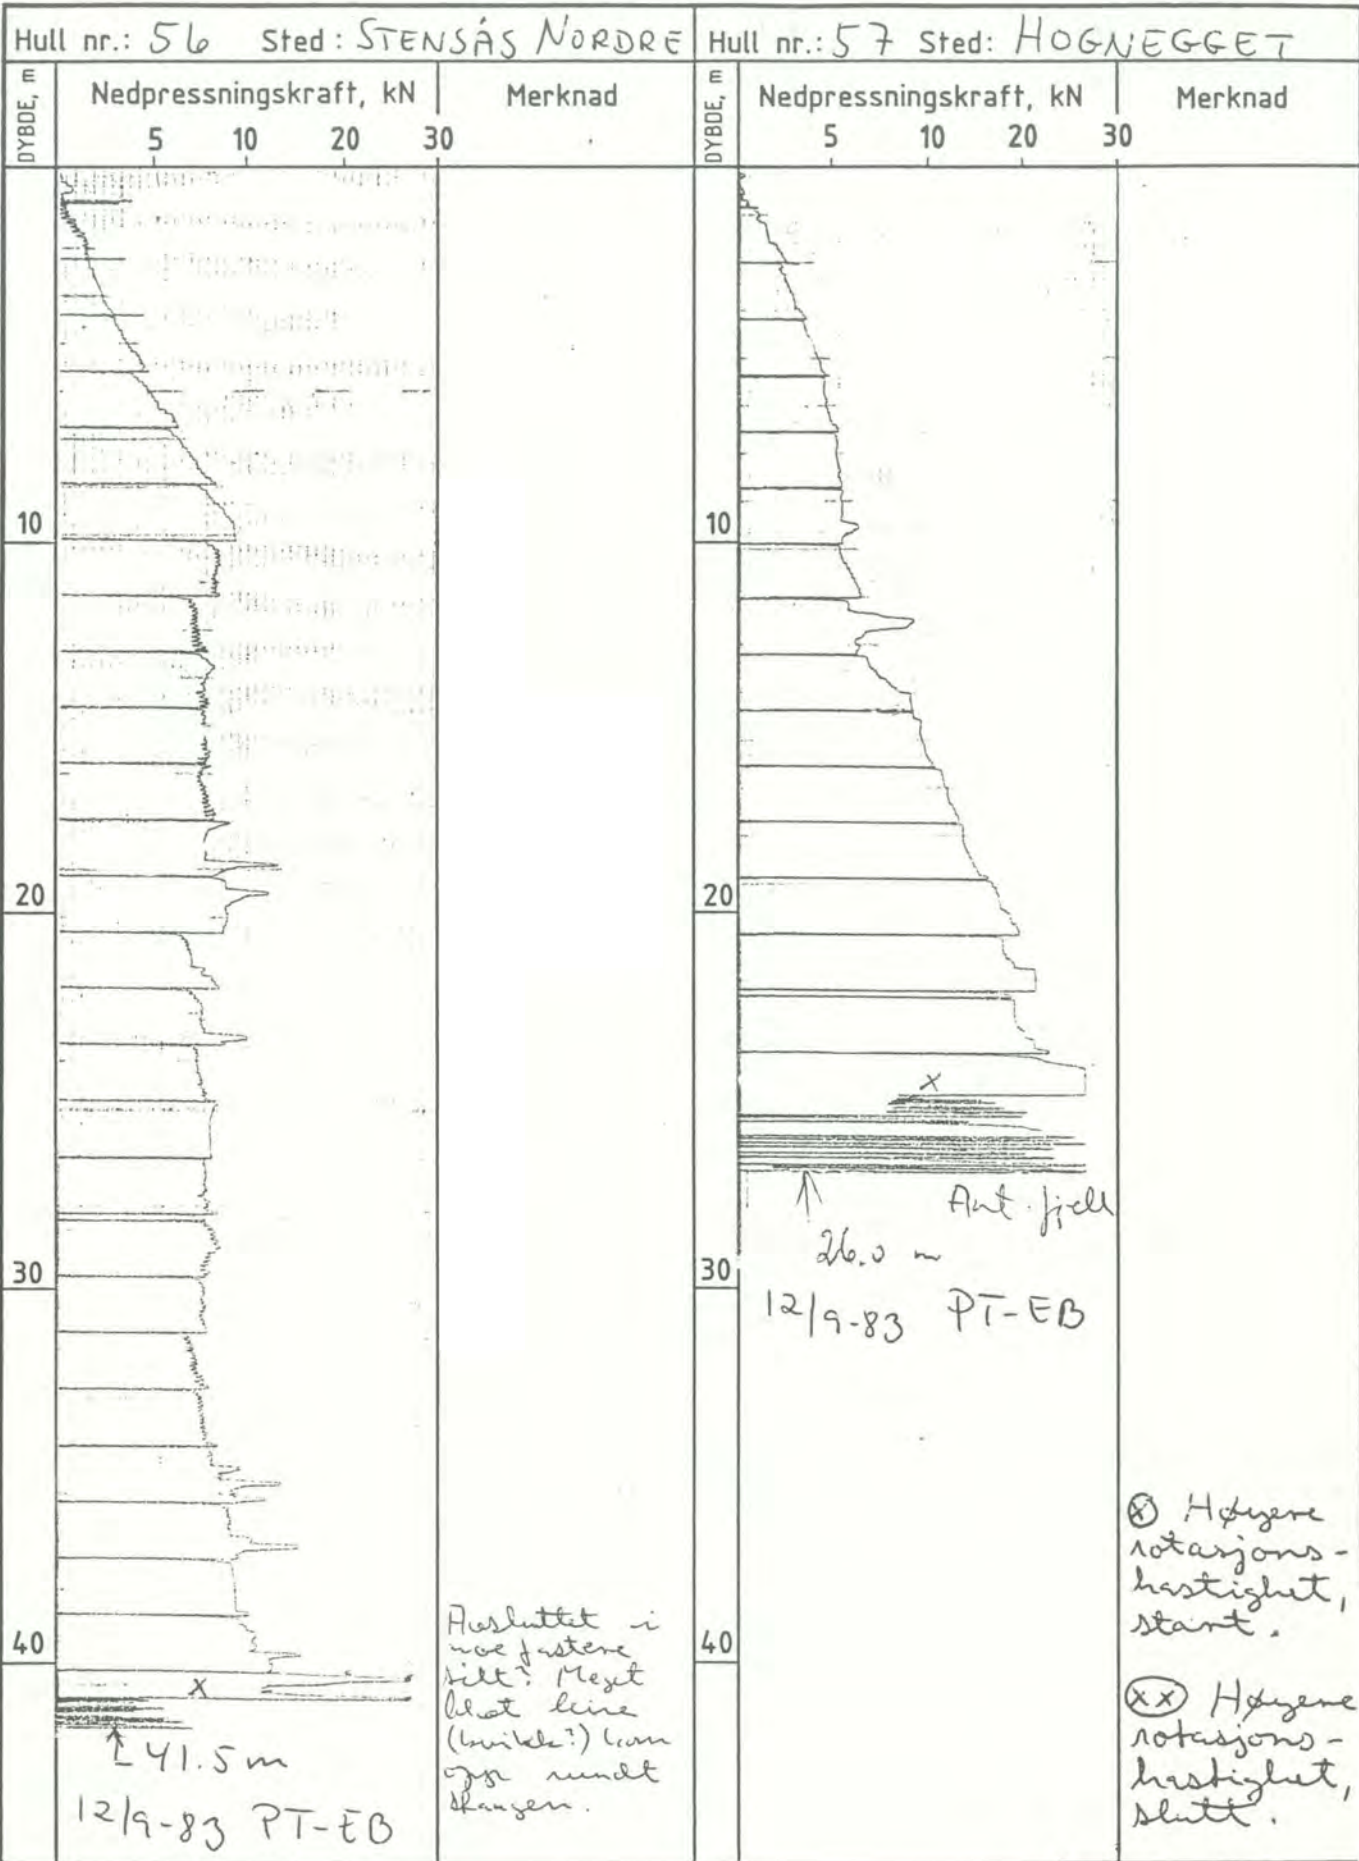 Hull nr.: 56 Sted: STENSÅS NORDRE
DYBDE, m
Nedpressningskraft, kN
Merknad
5 10 20 30
10
20
30
40
x
41.5 m
12/9-83 PT-EB
Avsluttet i
noe fastere
silt? Meget
bløt leire
(kvikk?) kom
opp rundt
stangen.
Hull nr.: 57 Sted: HOGNEGGET
DYBDE, m
Nedpressningskraft, kN
Merknad
5 10 20 30
10
20
x
Ant. fjell
26.0 m
30
12/9-83 PT-EB
40
ⓧ Høyere
rotasjons-
hastighet,
start.
(xx) Høyere
rotasjons-
hastighet,
slutt.